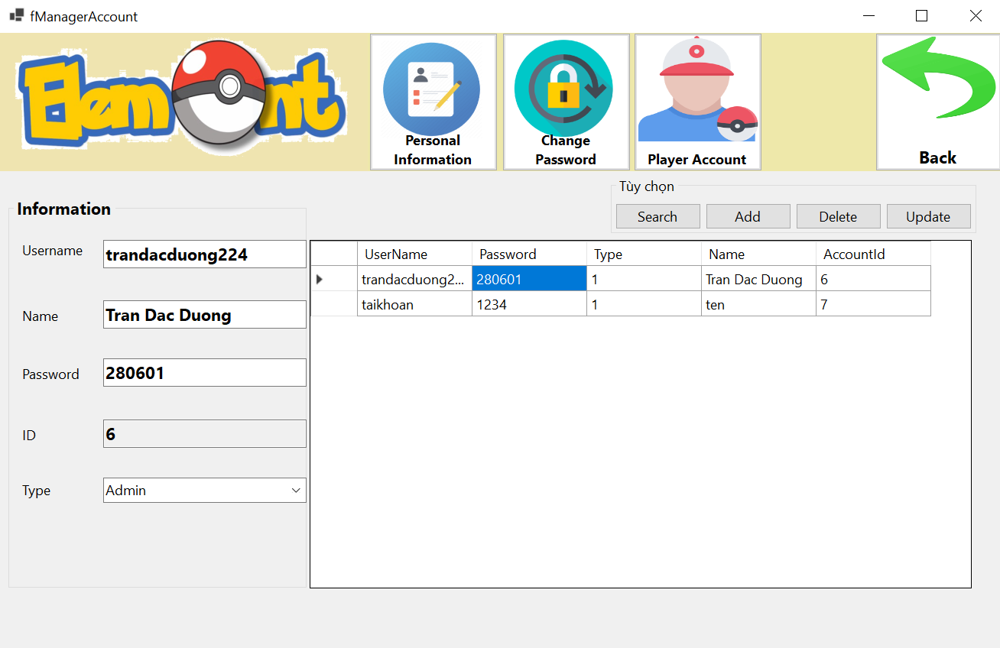 fManagerAccount
Elem nt
Personal
Information
Change
Password
Player Account
Back
Tùy chọn
Search Add Delete Update
Information
Username trandacduong224
Name Tran Dac Duong
Password 280601
ID 6
Type Admin
UserName Password Type Name AccountId
trandacduong2... 280601 1 Tran Dac Duong 6
taikhoan 1234 1 ten 7